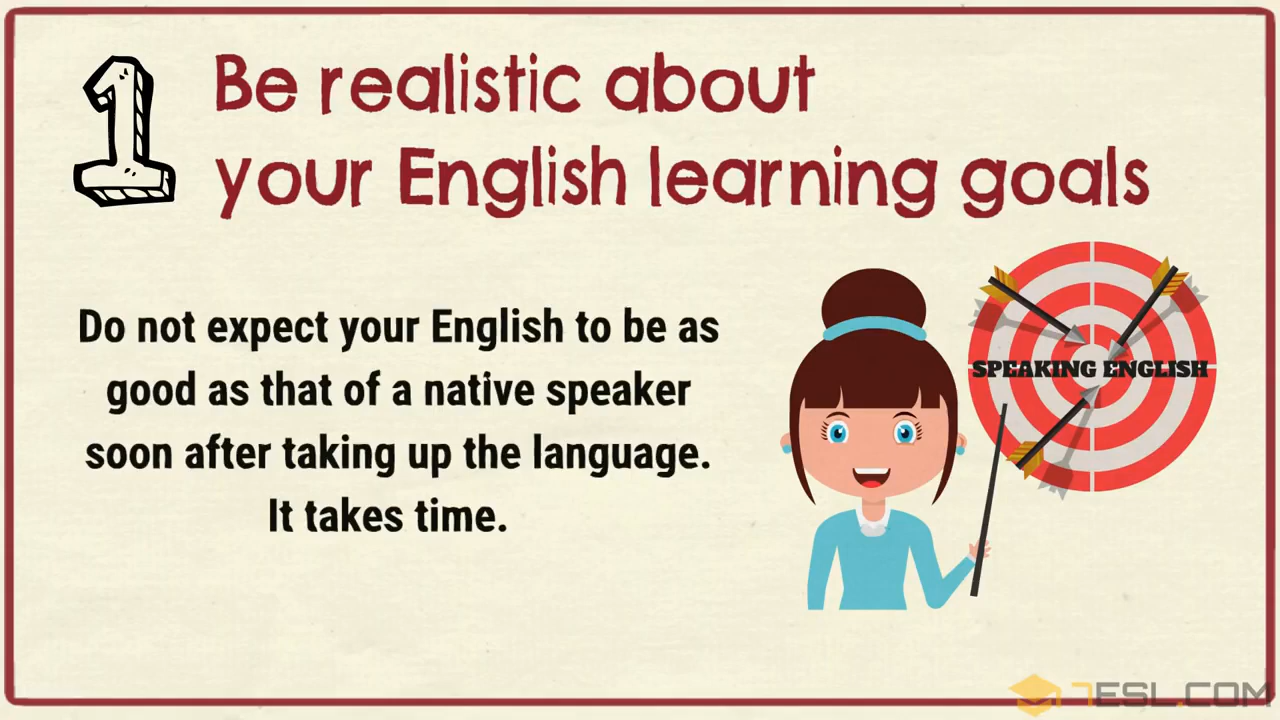 1
Be realistic about
your English learning goals
Do not expect your English to be as
good as that of a native speaker
soon after taking up the language.
It takes time.
SPEAKING ENGLISH
7ESL.COM